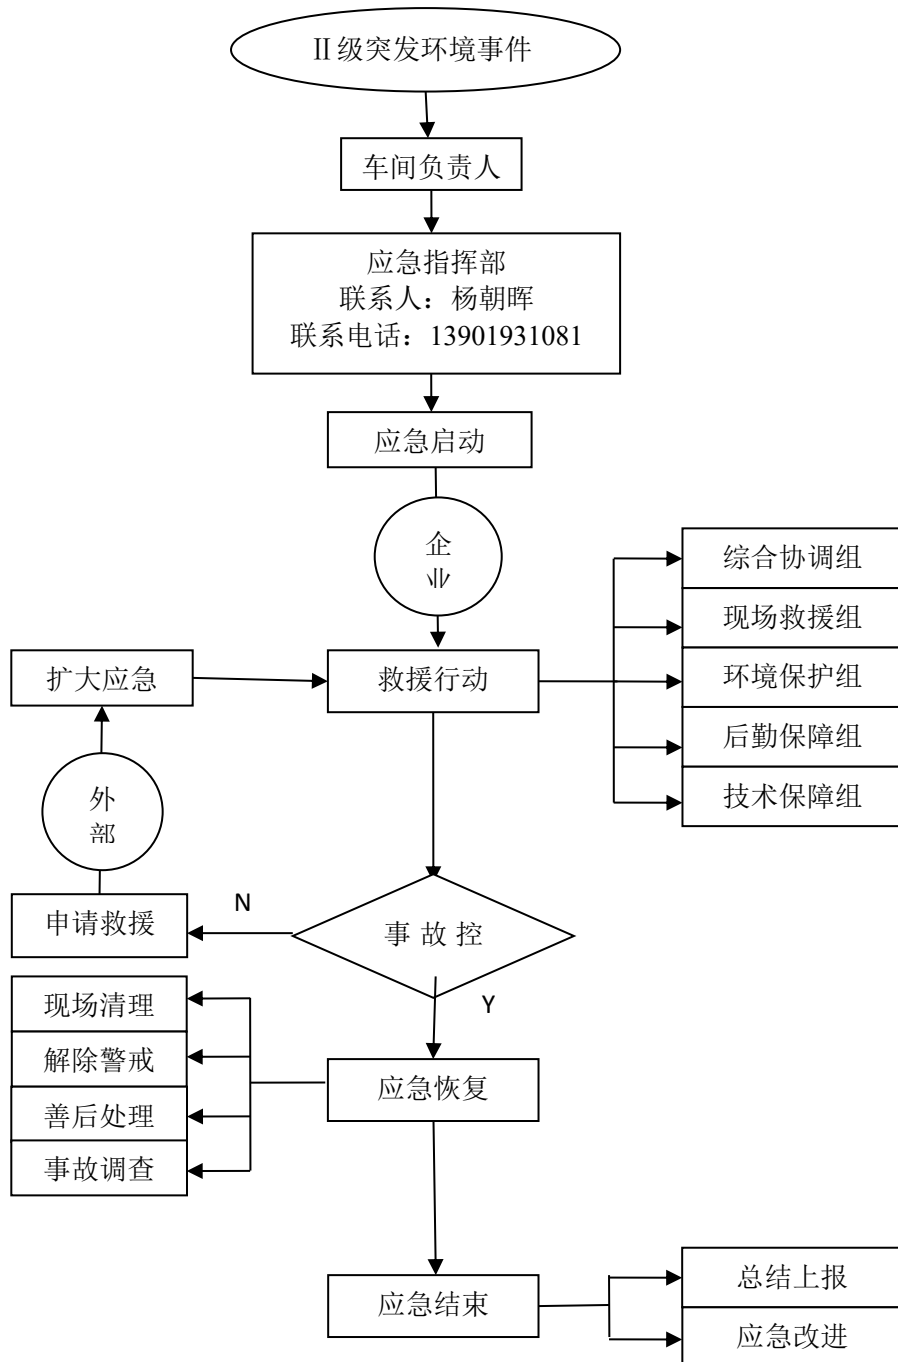 Ⅱ级突发环境事件
车间负责人
应急指挥部
联系人：杨朝晖
联系电话：13901931081
应急启动
企
业
综合协调组
现场救援组
环境保护组
后勤保障组
技术保障组
扩大应急
救援行动
外
部
申请救援
N
事故控
Y
现场清理
解除警戒
善后处理
事故调查
应急恢复
应急结束
总结上报
应急改进